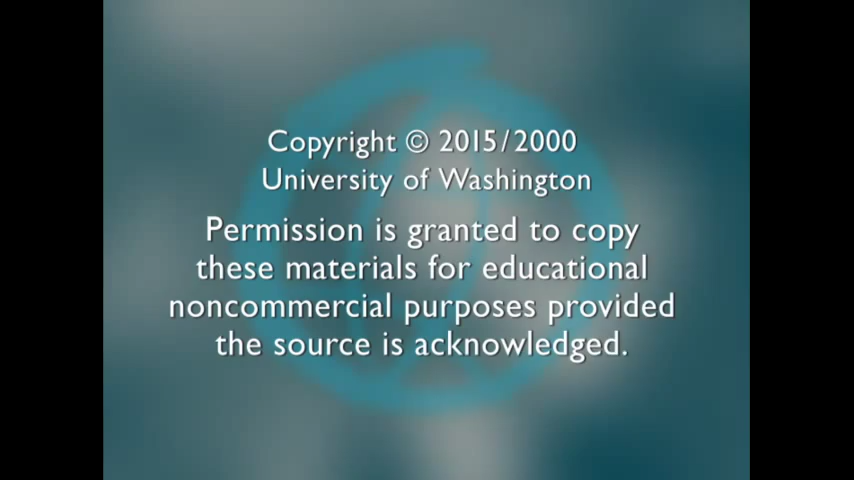 Copyright © 2015/2000
University of Washington
Permission is granted to copy
these materials for educational
noncommercial purposes provided
the source is acknowledged.